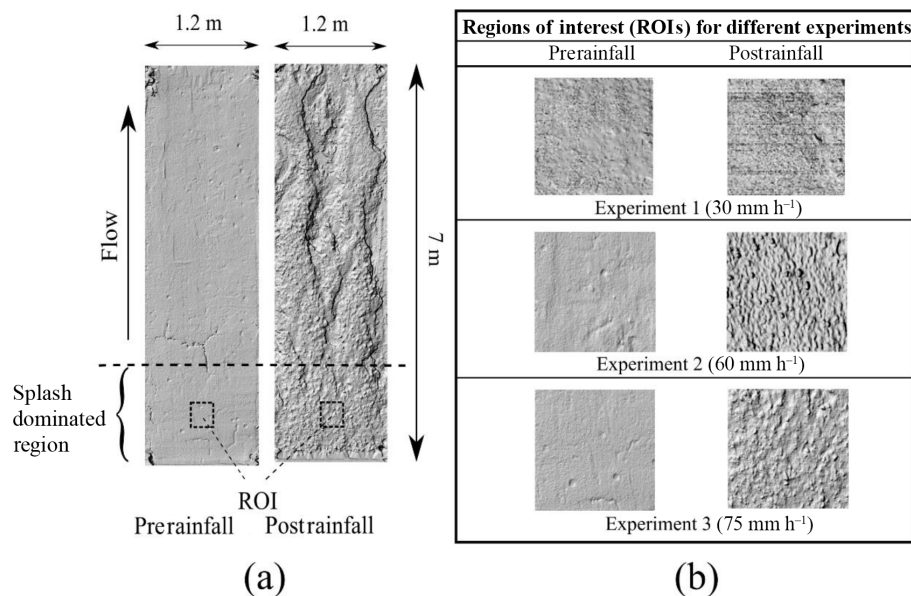 1.2 m
1.2 m
Flow
7 m
Splash
dominated
region
ROI
Prerainfall
Postrainfall
(a)
Regions of interest (ROIs) for different experiments
Prerainfall
Postrainfall
Experiment 1 (30 mm h⁻¹)
Experiment 2 (60 mm h⁻¹)
Experiment 3 (75 mm h⁻¹)
(b)